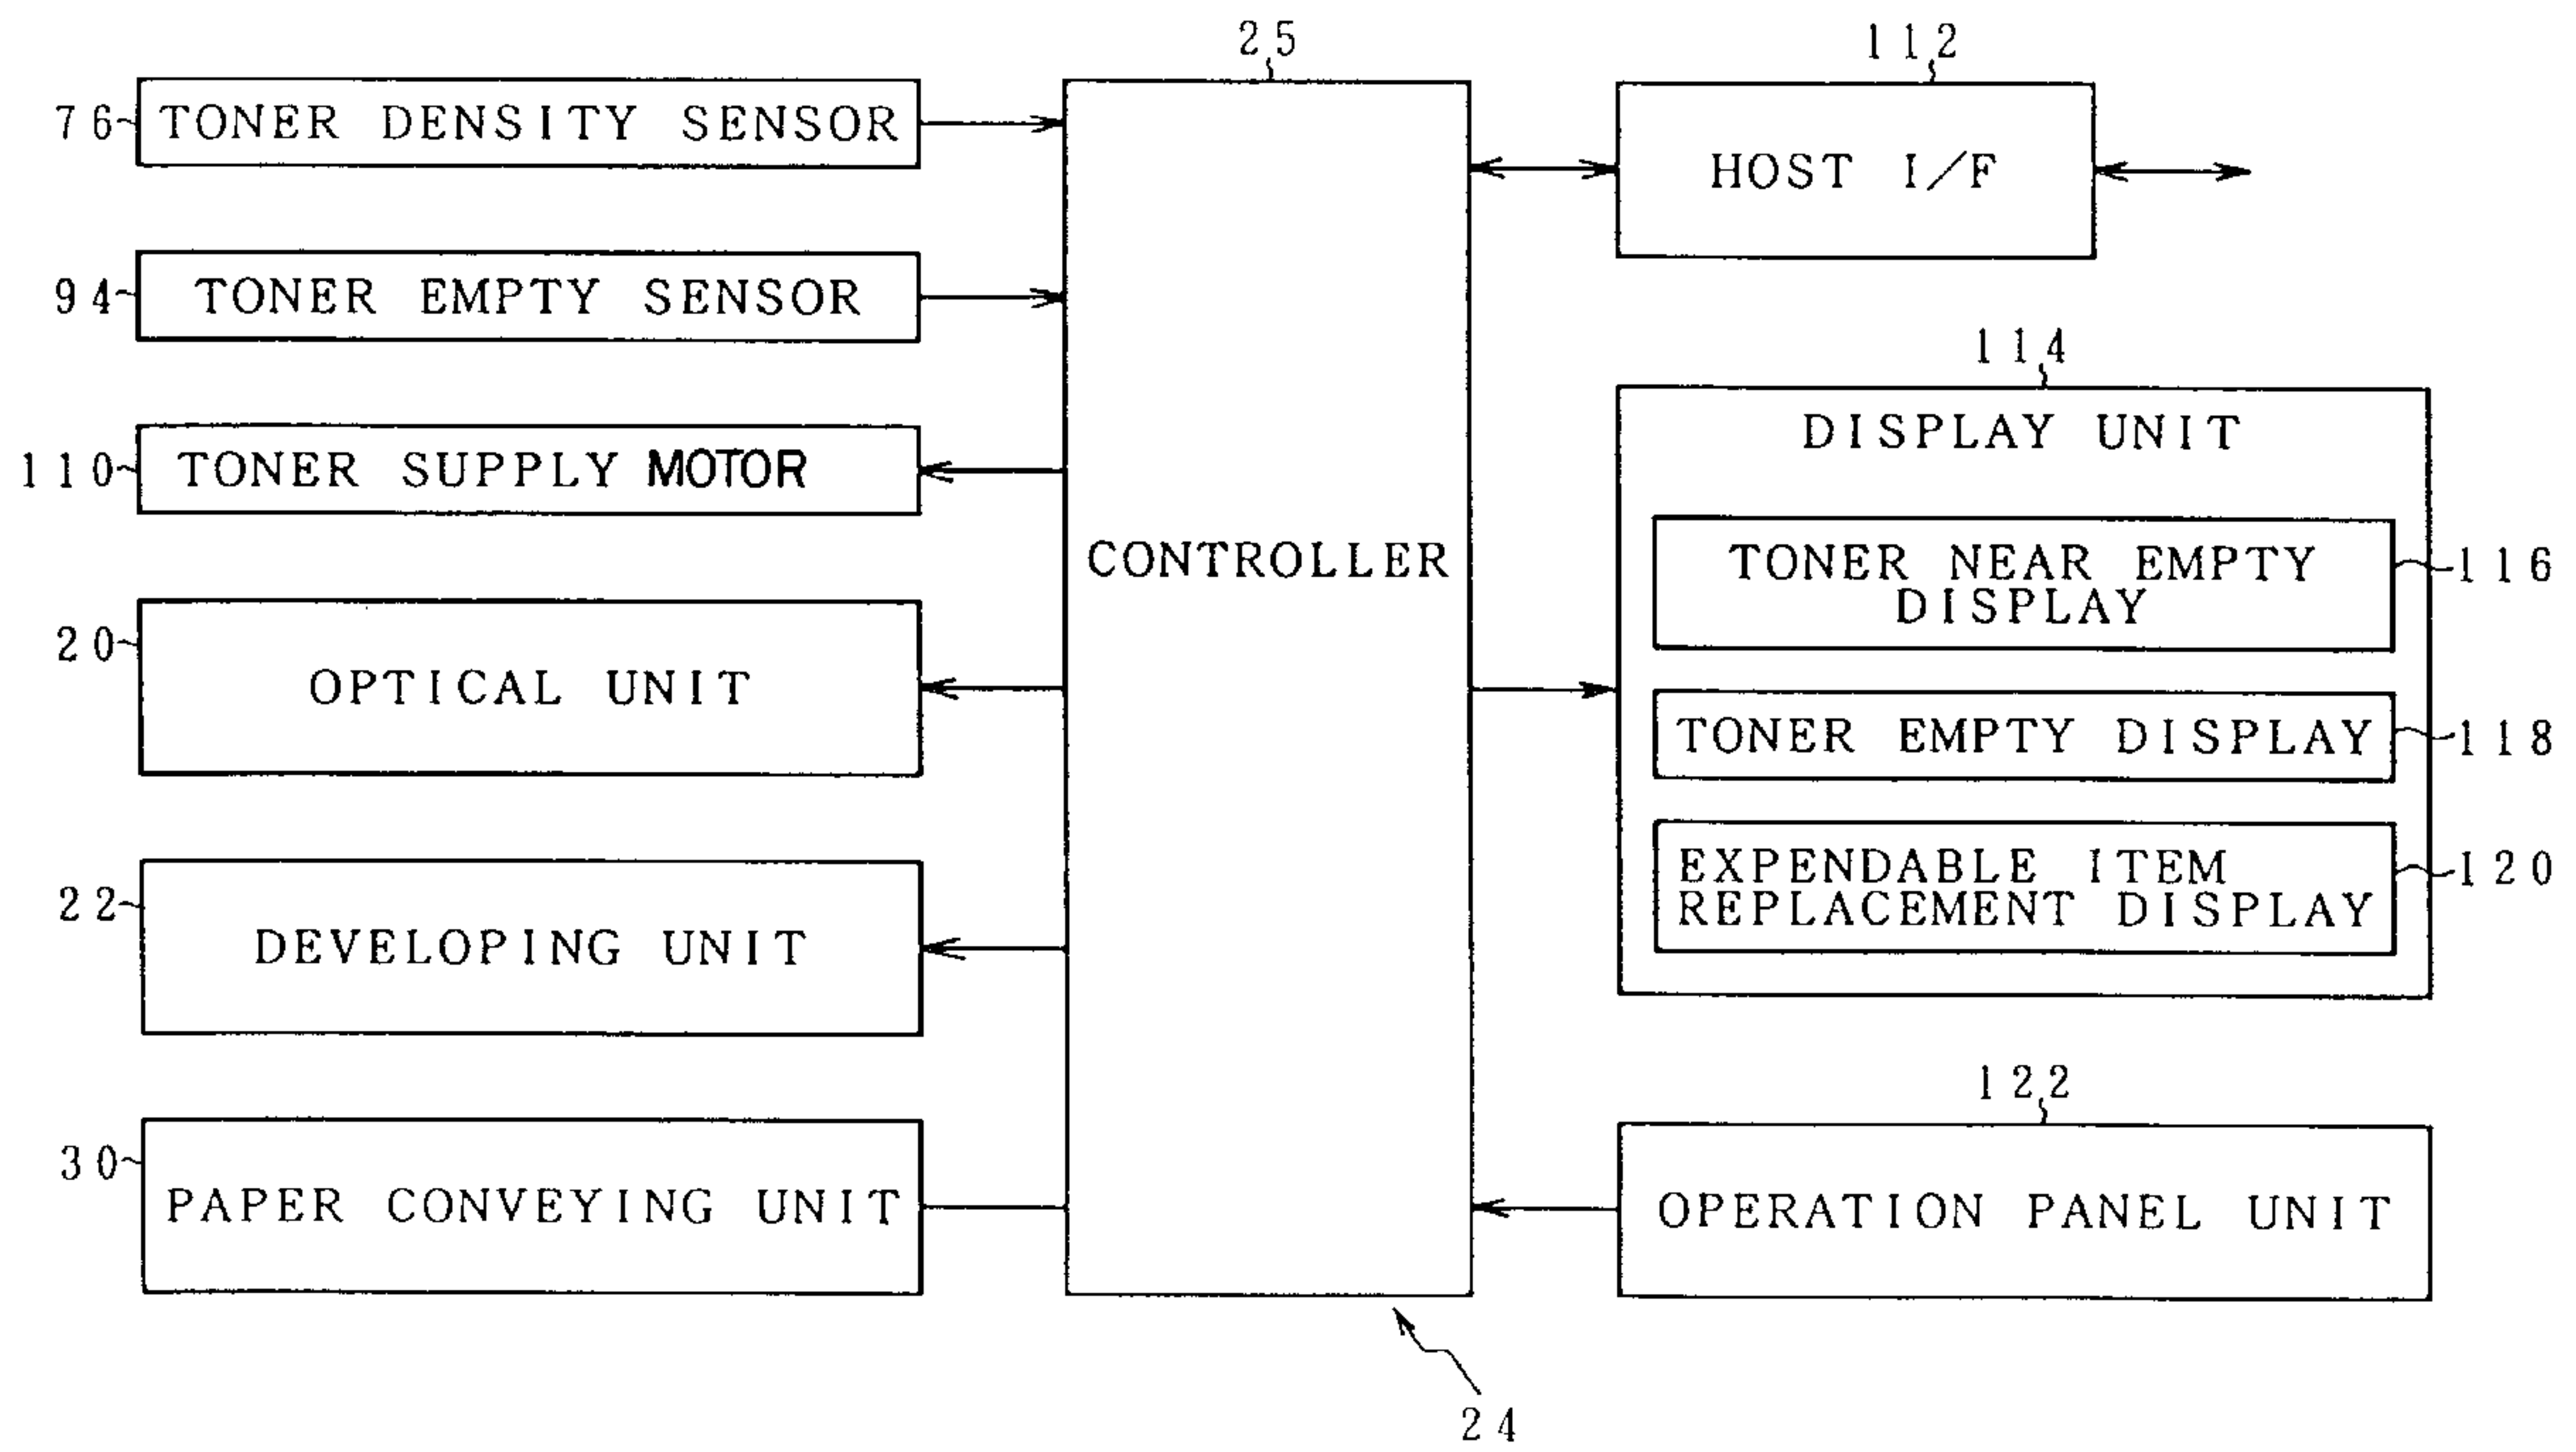 25
112
76
TONER DENSITY SENSOR
HOST I/F
94
TONER EMPTY SENSOR
114
DISPLAY UNIT
110
TONER SUPPLY MOTOR
CONTROLLER
TONER NEAR EMPTY
DISPLAY
116
20
OPTICAL UNIT
TONER EMPTY DISPLAY
118
EXPENDABLE ITEM
REPLACEMENT DISPLAY
120
22
DEVELOPING UNIT
122
30
PAPER CONVEYING UNIT
OPERATION PANEL UNIT
24